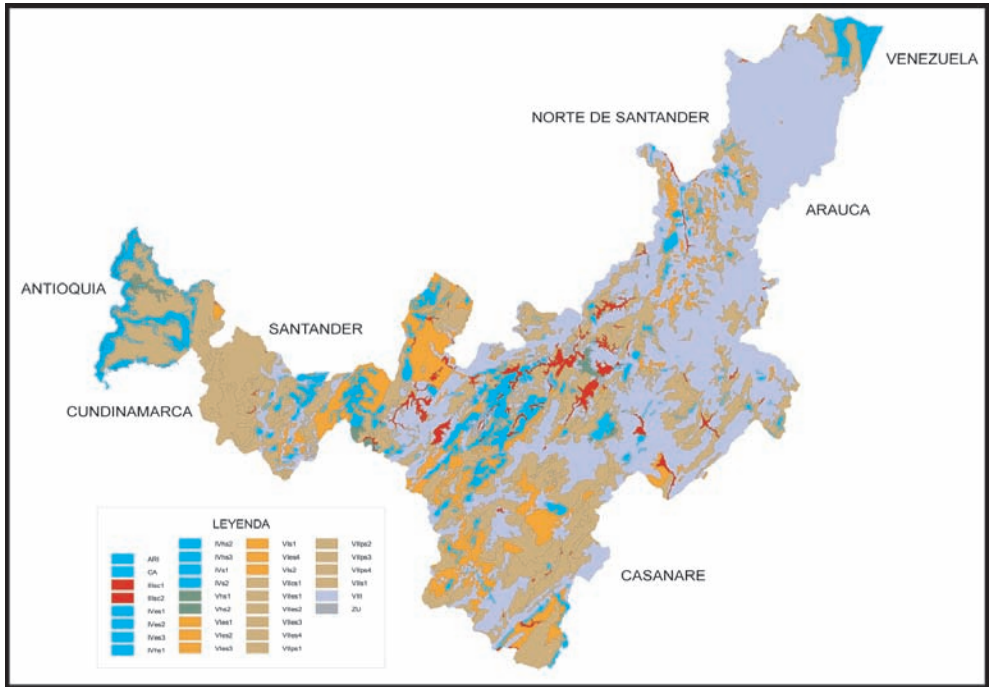 VENEZUELA
NORTE DE SANTANDER
ARAUCA
ANTIOQUIA
SANTANDER
CUNDINAMARCA
CASANARE
LEYENDA
ARI
CA
IIIsc1
IIIsc2
IVes1
IVes2
IVes3
IVhs1
IVhs2
IVhs3
IVs1
IVs2
Vhs1
Vhs2
VIes1
VIes2
VIes3
VIs1
VIes4
VIs2
VIIes1
VIIes2
VIIes3
VIIes4
VIIps1
VIIps2
VIIps3
VIIps4
VIIs1
VIII
ZU